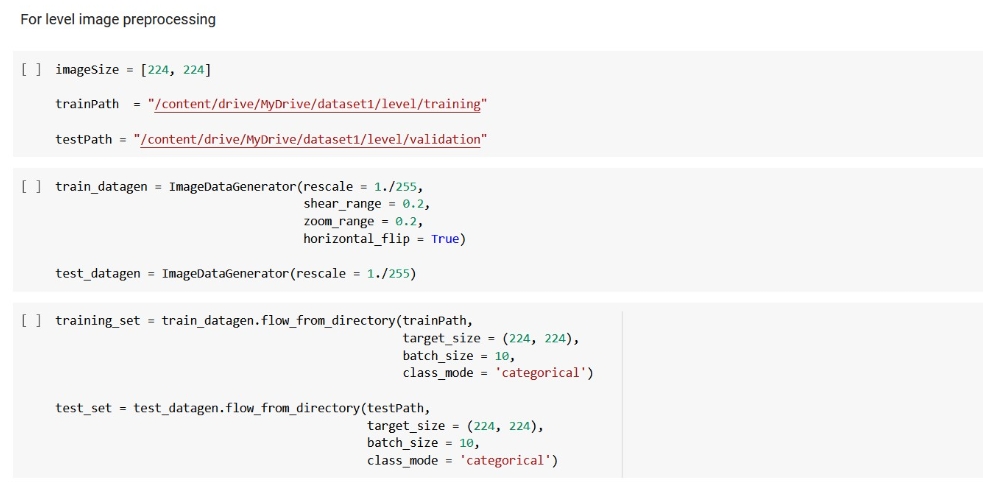 For level image preprocessing
[ ] imageSize = [224, 224]
trainPath  = "/content/drive/MyDrive/dataset1/level/training"
testPath = "/content/drive/MyDrive/dataset1/level/validation"
[ ] train_datagen = ImageDataGenerator(rescale = 1./255,
shear_range = 0.2,
zoom_range = 0.2,
horizontal_flip = True)
test_datagen = ImageDataGenerator(rescale = 1./255)
[ ] training_set = train_datagen.flow_from_directory(trainPath,
target_size = (224, 224),
batch_size = 10,
class_mode = 'categorical')
test_set = test_datagen.flow_from_directory(testPath,
target_size = (224, 224),
batch_size = 10,
class_mode = 'categorical')